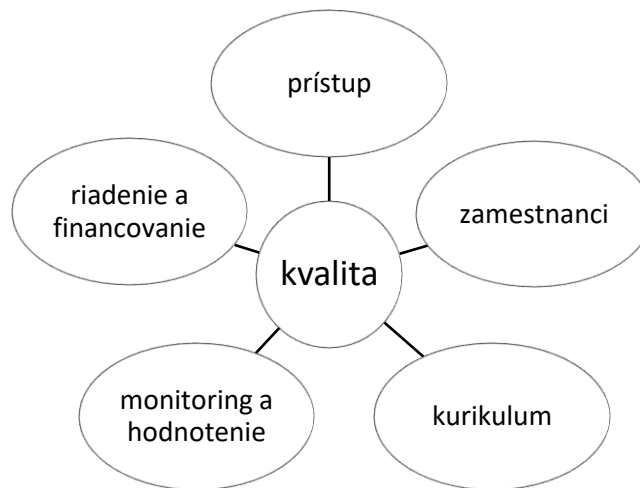 prístup
riadenie a
financovanie
zamestnanci
kvalita
monitoring a
hodnotenie
kurikulum